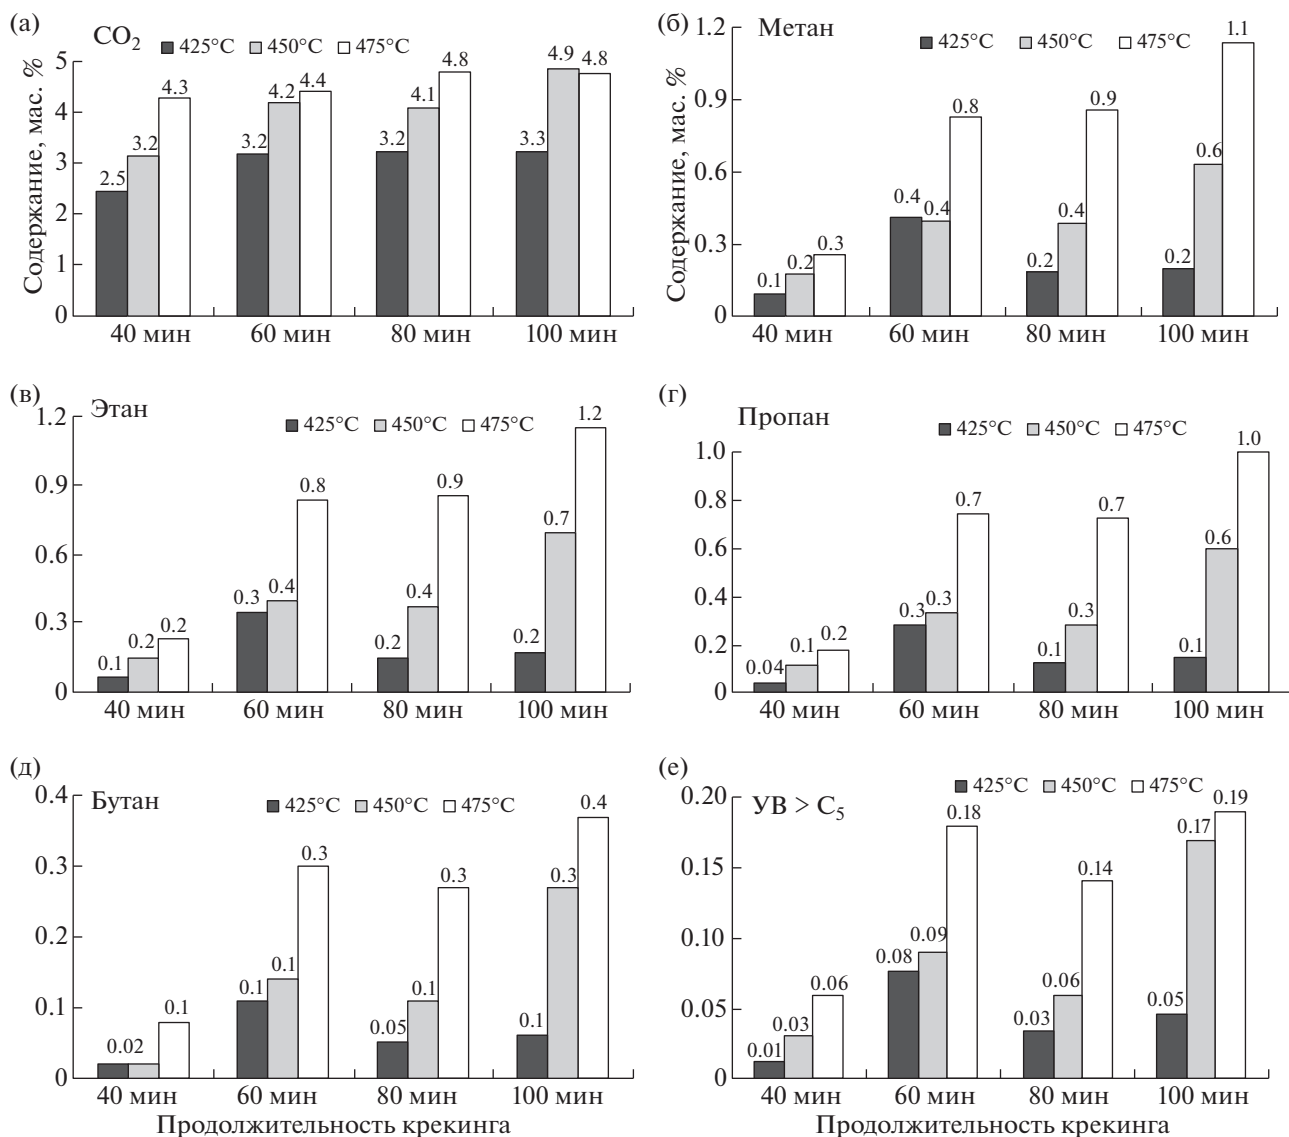 (а)
CO₂
425°C 450°C 475°C
Содержание, мас. %
5
4
3
2
1
0
2.5 3.2 4.3
3.2 4.2 4.4
3.2 4.1 4.8
3.3 4.9 4.8
40 мин 60 мин 80 мин 100 мин
(б)
Метан
425°C 450°C 475°C
Содержание, мас. %
1.2
0.9
0.6
0.3
0
0.1 0.2 0.3
0.4 0.4 0.8
0.2 0.4 0.9
0.2 0.6 1.1
40 мин 60 мин 80 мин 100 мин
(в)
Этан
425°C 450°C 475°C
1.2
0.9
0.6
0.3
0
0.1 0.2 0.2
0.3 0.4 0.8
0.2 0.4 0.9
0.2 0.7 1.2
40 мин 60 мин 80 мин 100 мин
(г)
Пропан
425°C 450°C 475°C
1.0
0.8
0.6
0.4
0.2
0
0.04 0.1 0.2
0.3 0.3 0.7
0.1 0.3 0.7
0.1 0.6 1.0
40 мин 60 мин 80 мин 100 мин
(д)
Бутан
425°C 450°C 475°C
0.4
0.3
0.2
0.1
0
0.02 0.1
0.1 0.1 0.3
0.05 0.1 0.3
0.1 0.3 0.4
40 мин 60 мин 80 мин 100 мин
Продолжительность крекинга
(е)
УВ > C₅
425°C 450°C 475°C
0.20
0.15
0.10
0.05
0
0.01 0.03 0.06
0.08 0.09 0.18
0.03 0.06 0.14
0.05 0.17 0.19
40 мин 60 мин 80 мин 100 мин
Продолжительность крекинга